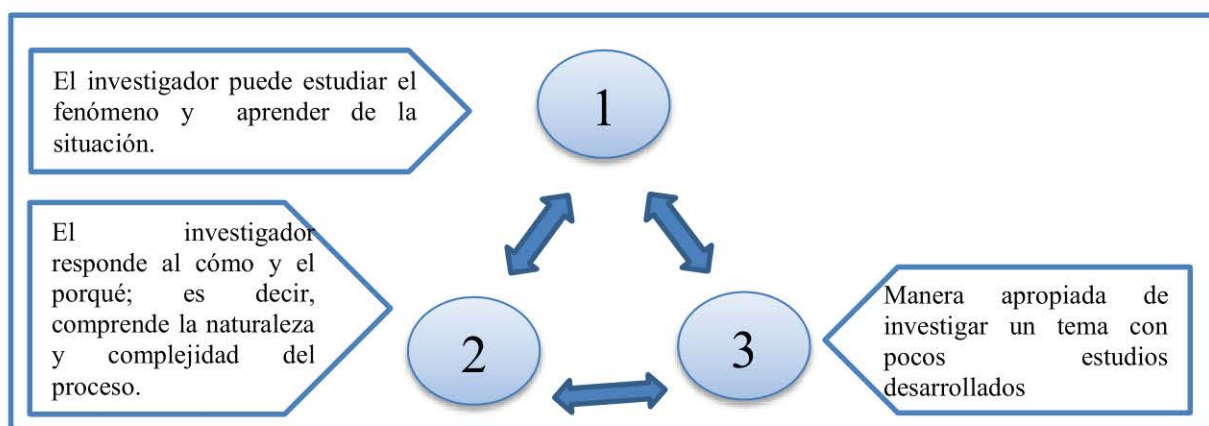 El investigador puede estudiar el
fenómeno y aprender de la
situación.
1
El investigador
responde al cómo y el
porqué; es decir,
comprende la naturaleza
y complejidad del
proceso.
2
3
Manera apropiada de
investigar un tema con
pocos estudios
desarrollados